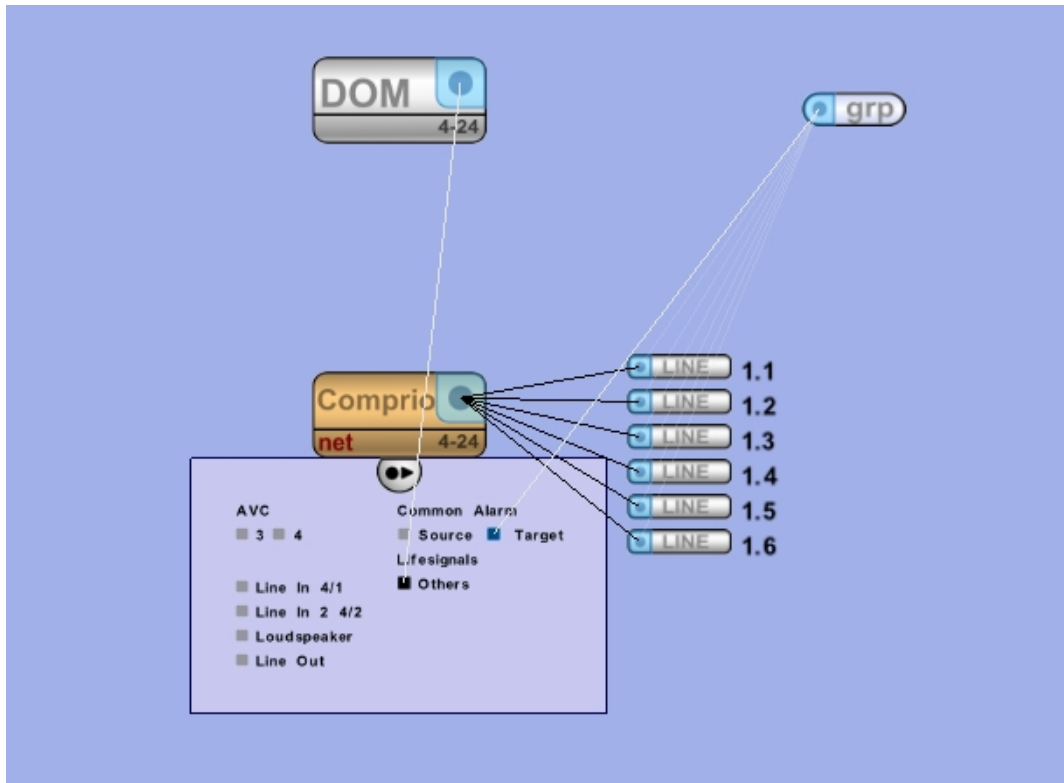 DOM
4-24
grp
Comprio
net 4-24
LINE 1.1
LINE 1.2
LINE 1.3
LINE 1.4
LINE 1.5
LINE 1.6
AVC
3 4
Line In 4/1
Line In 2 4/2
Loudspeaker
Line Out
Common Alarm
Source Target
Lifesignals
Others